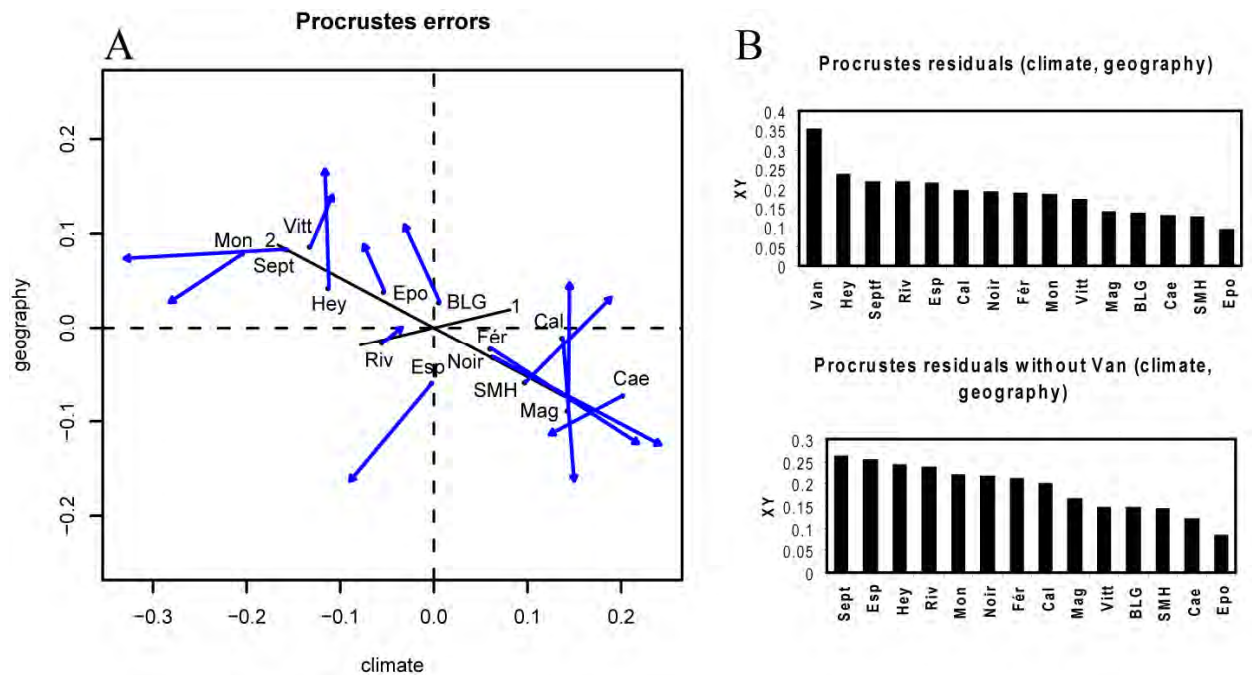 Procrustes errors
A
0.2
0.1
0.0
−0.1
−0.2
geography
Vitt
Mon 2
Sept
Hey
Epo
BLG
1
Riv
Esp
Noir
Fér
Cal
SMH
Mag
Cae
−0.3 −0.2 −0.1 0.0 0.1 0.2
climate
B
Procrustes residuals (climate, geography)
0.4
0.35
0.3
0.25
0.2
0.15
0.1
0.05
0
XY
Van Hey Septf Riv Esp Cal Noir Fér Mon Vitt Mag BLG Cae SMH Epo
Procrustes residuals without Van (climate,
geography)
0.3
0.25
0.2
0.15
0.1
0.05
0
XY
Sept Esp Hey Riv Mon Noir Fér Cal Mag Vitt BLG SMH Cae Epo